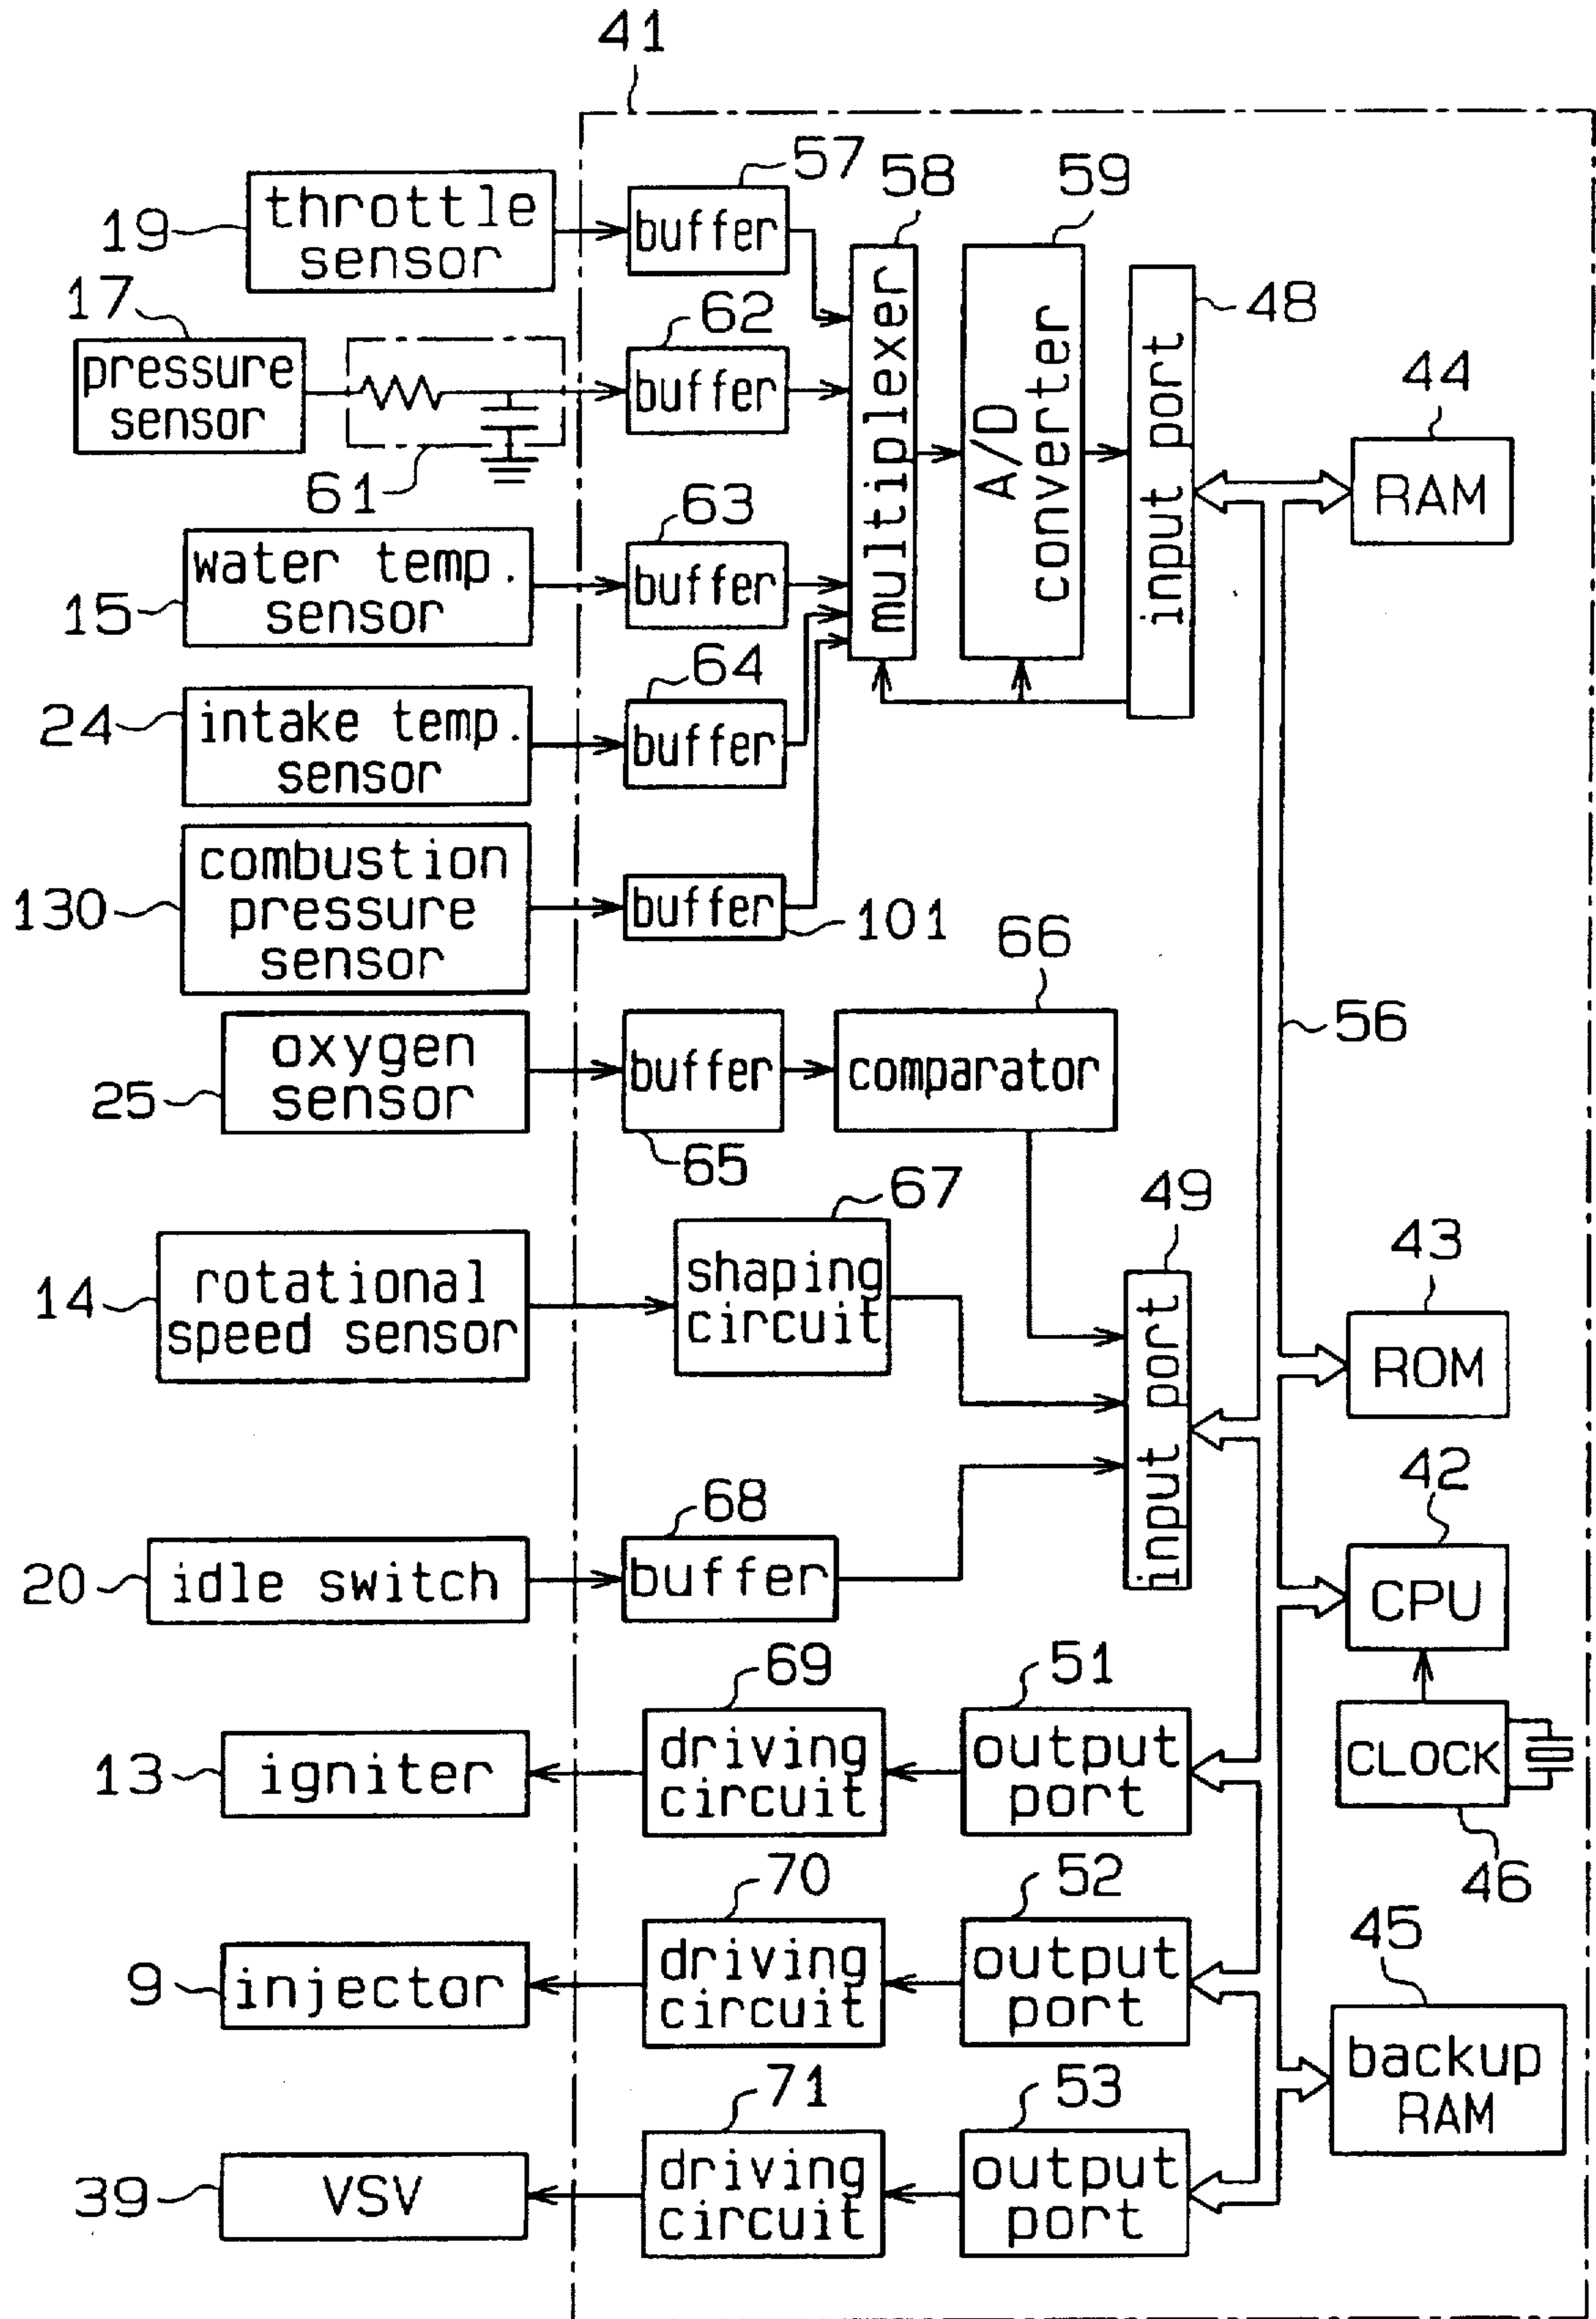 41
57
58
59
19
throttle
sensor
buffer
17
62
48
pressure
sensor
buffer
multiplexer
A/D
converter
input port
44
RAM
61
63
water temp.
sensor
buffer
15
64
24
intake temp.
sensor
buffer
combustion
pressure
sensor
130
buffer
101
66
56
oxygen
sensor
buffer
comparator
25
65
67
49
43
14
rotational
speed sensor
shaping
circuit
input port
ROM
68
42
20
idle switch
buffer
CPU
69
51
13
igniter
driving
circuit
output
port
CLOCK
46
70
52
45
9
injector
driving
circuit
output
port
backup
RAM
71
53
39
VSV
driving
circuit
output
port